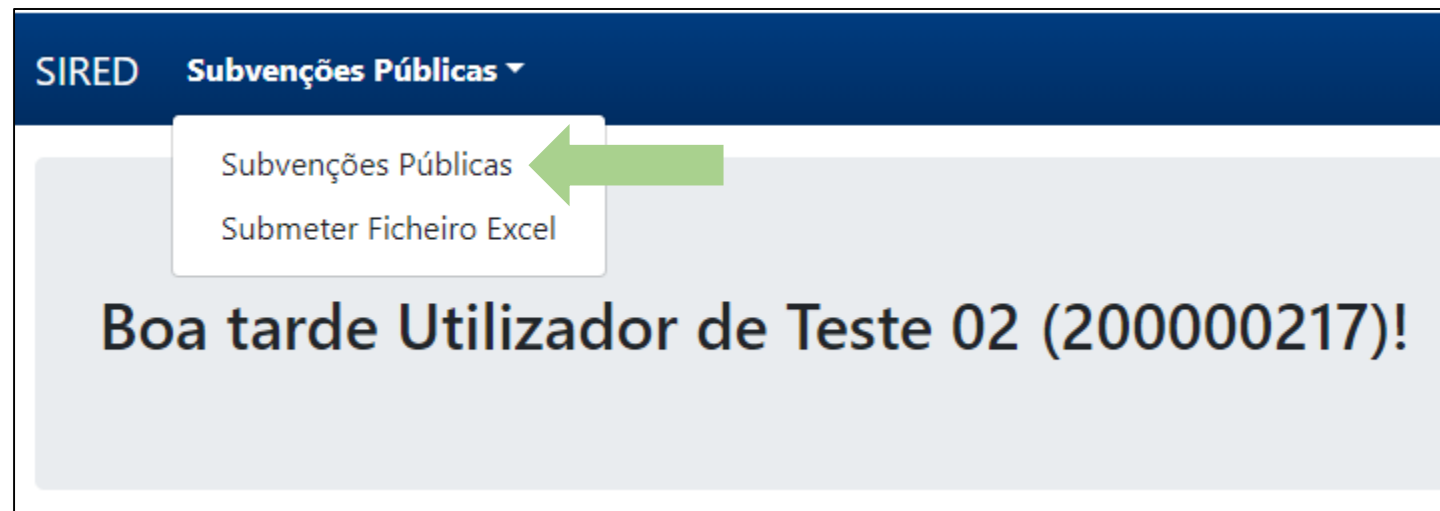 SIRED Subvenções Públicas
Subvenções Públicas
Submeter Ficheiro Excel
Boa tarde Utilizador de Teste 02 (200000217)!